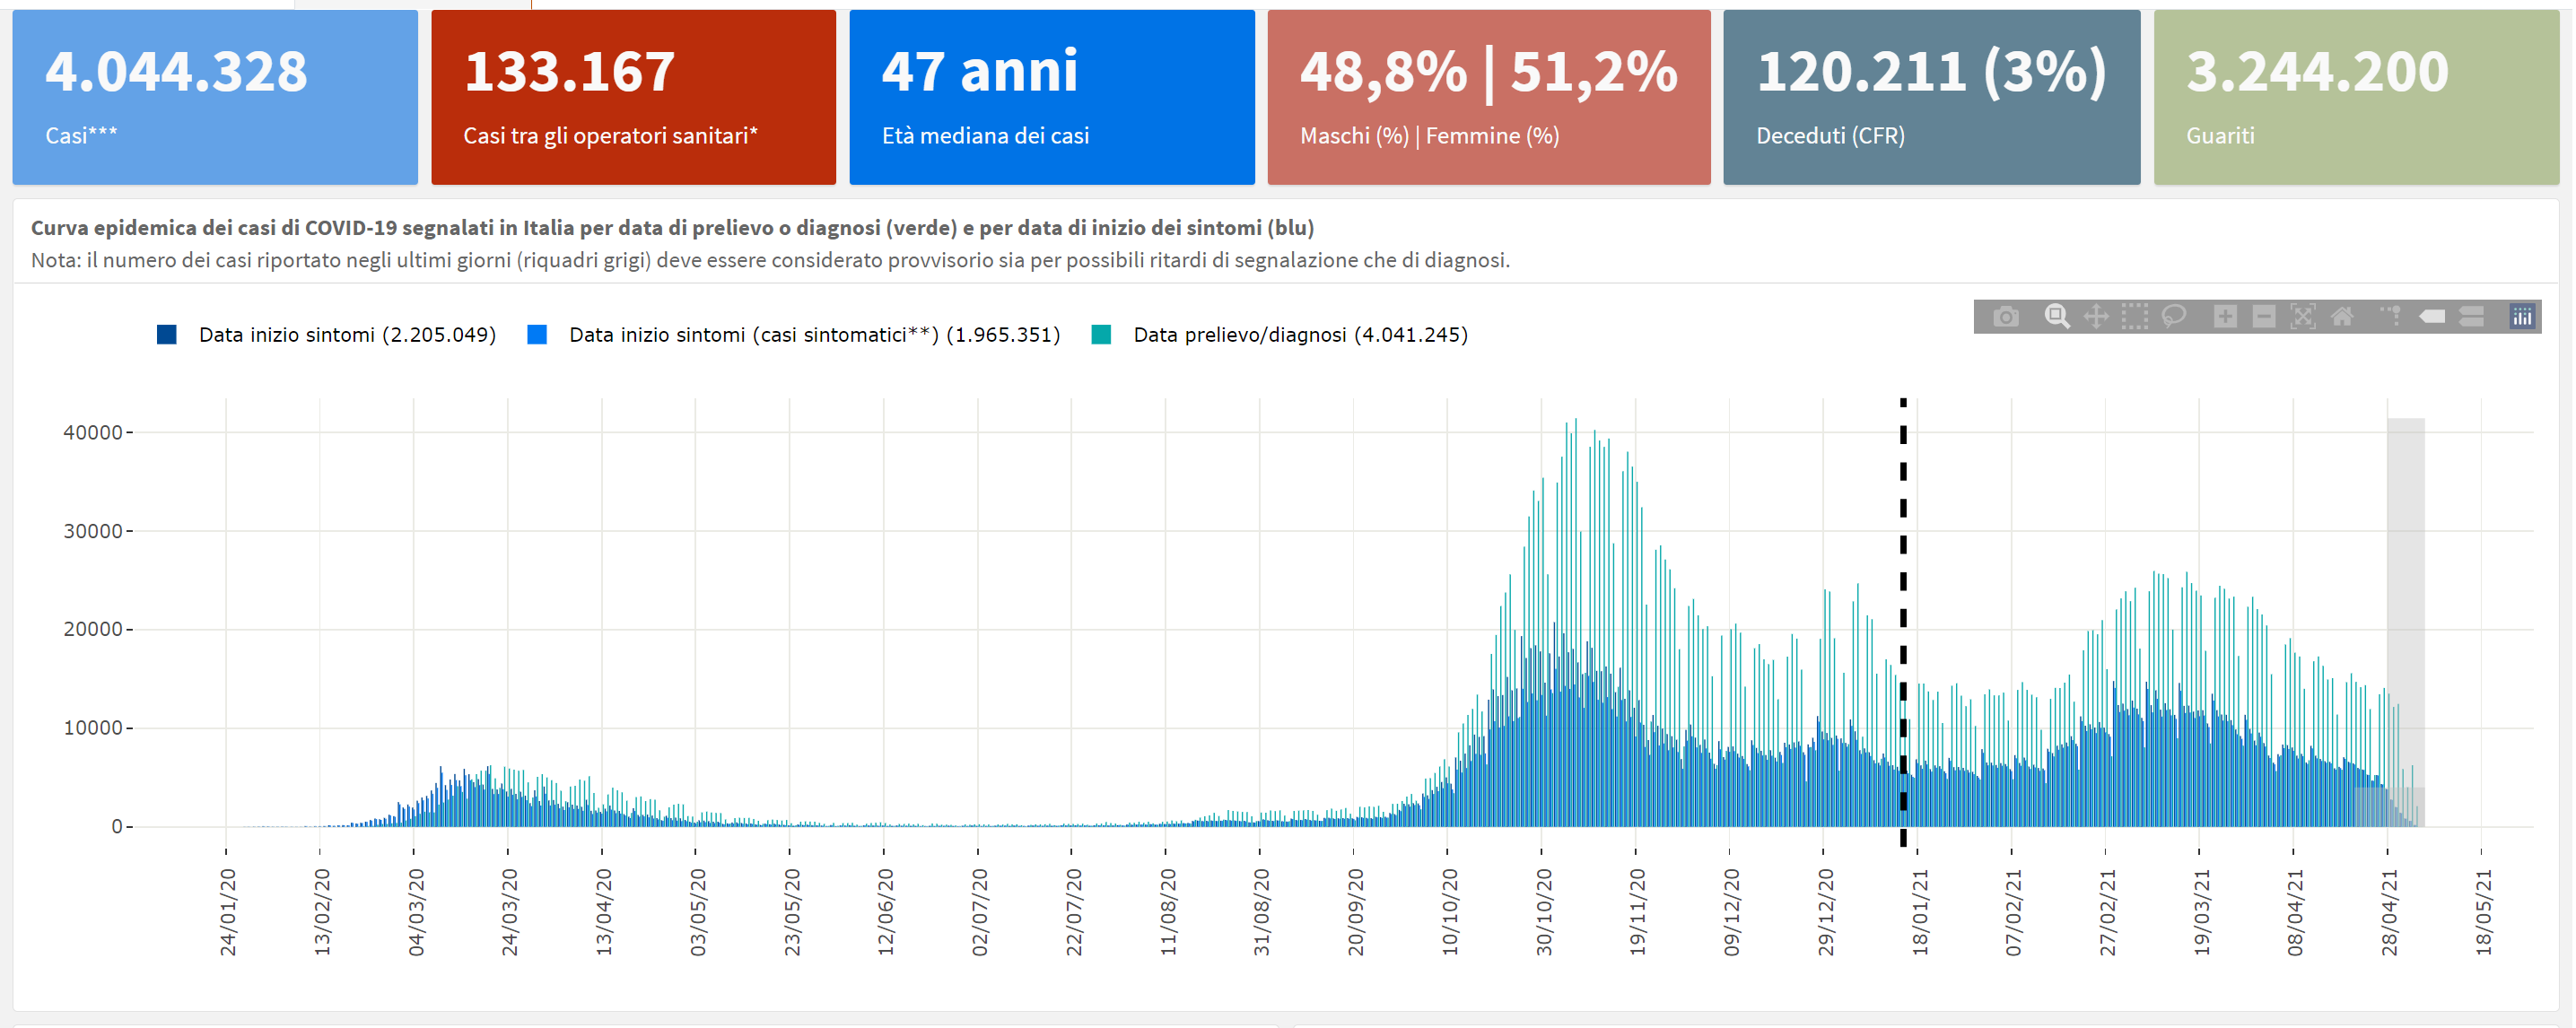 4.044.328
Casi***
133.167
Casi tra gli operatori sanitari*
47 anni
Età mediana dei casi
48,8% | 51,2%
Maschi (%) | Femmine (%)
120.211 (3%)
Deceduti (CFR)
3.244.200
Guariti
Curva epidemica dei casi di COVID-19 segnalati in Italia per data di prelievo o diagnosi (verde) e per data di inizio dei sintomi (blu)
Nota: il numero dei casi riportato negli ultimi giorni (riquadri grigi) deve essere considerato provvisorio sia per possibili ritardi di segnalazione che di diagnosi.
Data inizio sintomi (2.205.049)
Data inizio sintomi (casi sintomatici**) (1.965.351)
Data prelievo/diagnosi (4.041.245)
40000
30000
20000
10000
0
24/01/20
13/02/20
04/03/20
24/03/20
13/04/20
03/05/20
23/05/20
12/06/20
02/07/20
22/07/20
11/08/20
31/08/20
20/09/20
10/10/20
30/10/20
19/11/20
09/12/20
29/12/20
18/01/21
07/02/21
27/02/21
19/03/21
08/04/21
28/04/21
18/05/21